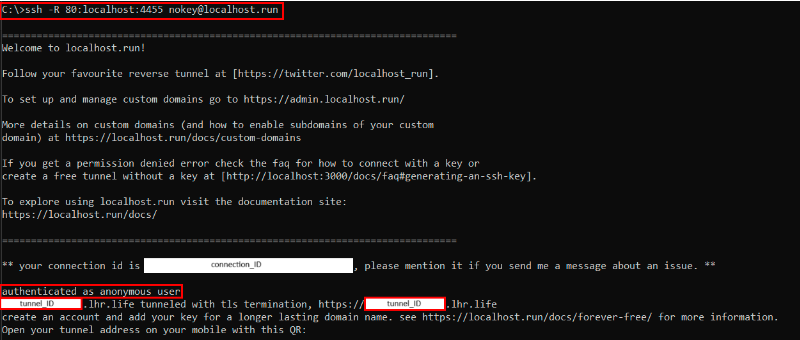 C:\>ssh -R 80:localhost:4455 nokey@localhost.run
===========================================================================
Welcome to localhost.run!
Follow your favourite reverse tunnel at [https://twitter.com/localhost_run].
To set up and manage custom domains go to https://admin.localhost.run/
More details on custom domains (and how to enable subdomains of your custom
domain) at https://localhost.run/docs/custom-domains
If you get a permission denied error check the faq for how to connect with a key or
create a free tunnel without a key at [http://localhost:3000/docs/faq#generating-an-ssh-key].
To explore using localhost.run visit the documentation site:
https://localhost.run/docs/
===========================================================================
** your connection id is connection_ID, please mention it if you send me a message about an issue. **
authenticated as anonymous user
tunnel_ID.lhr.life tunneled with tls termination, https://tunnel_ID.lhr.life
create an account and add your key for a longer lasting domain name. see https://localhost.run/docs/forever-free/ for more information.
Open your tunnel address on your mobile with this QR: